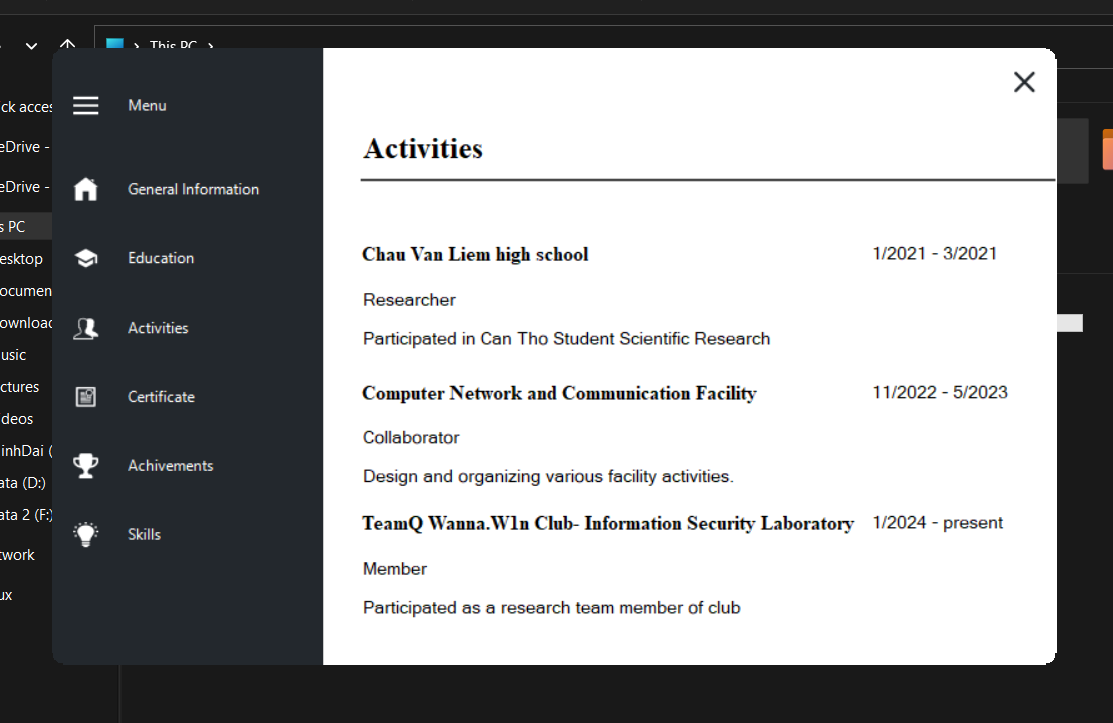 This PC
ck acces
eDrive -
eDrive -
s PC
esktop
ocumen
ownload
usic
ctures
deos
inhDai (
ata (D:)
ata 2 (F:)
twork
ux
Menu
General Information
Education
Activities
Certificate
Achivements
Skills
Activities
Chau Van Liem high school 1/2021 - 3/2021
Researcher
Participated in Can Tho Student Scientific Research
Computer Network and Communication Facility 11/2022 - 5/2023
Collaborator
Design and organizing various facility activities.
TeamQ Wanna.W1n Club- Information Security Laboratory 1/2024 - present
Member
Participated as a research team member of club